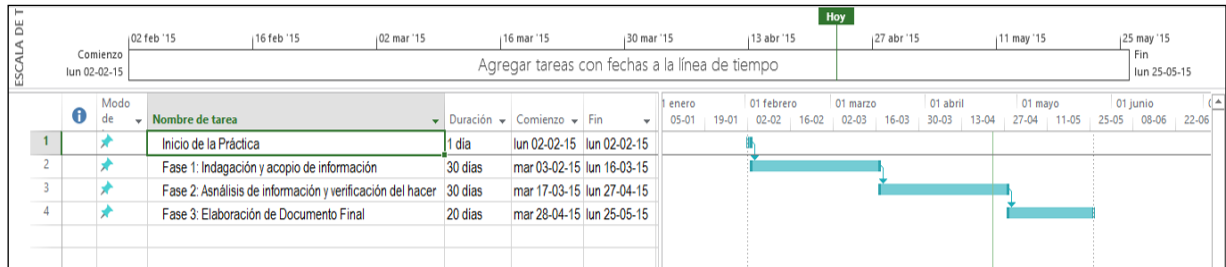 ESCALA DE T
Hoy
02 feb '15 16 feb '15 02 mar '15 16 mar '15 30 mar '15 13 abr '15 27 abr '15 11 may '15 25 may '15
Comienzo
lun 02-02-15
Agregar tareas con fechas a la línea de tiempo
Fin
lun 25-05-15
Modo de Nombre de tarea Duración Comienzo Fin
1 enero 01 febrero 01 marzo 01 abril 01 mayo 01 junio
05-01 19-01 02-02 16-02 02-03 16-03 30-03 13-04 27-04 11-05 25-05 08-06 22-06
1 Inicio de la Práctica 1 día lun 02-02-15 lun 02-02-15
2 Fase 1: Indagación y acopio de información 30 días mar 03-02-15 lun 16-03-15
3 Fase 2: Asnálisis de información y verificación del hacer 30 días mar 17-03-15 lun 27-04-15
4 Fase 3: Elaboración de Documento Final 20 días mar 28-04-15 lun 25-05-15